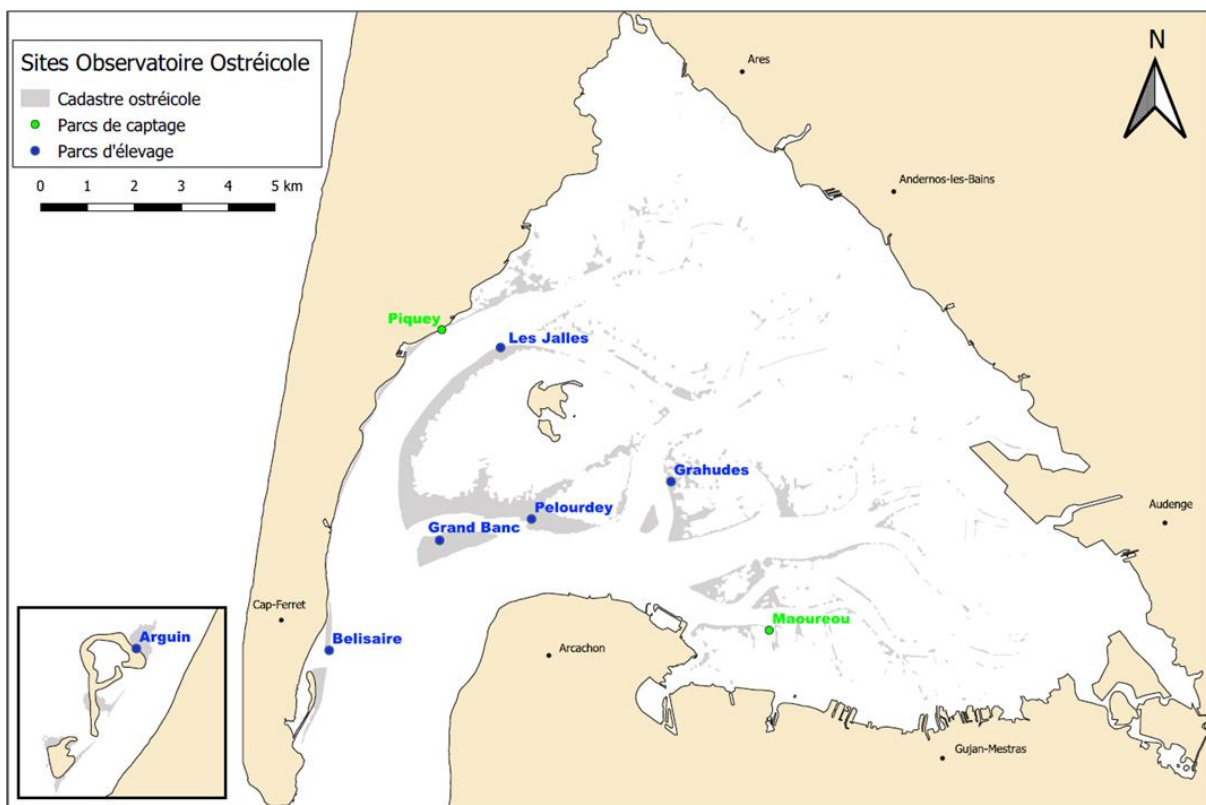 Sites Observatoire Ostréicole
Cadastre ostréicole
Parcs de captage
Parcs d'élevage
0 1 2 3 4 5 km
N
Ares
Andernos-les-Bains
Piquey
Les Jalles
Grahudes
Pelourdey
Grand Banc
Audenge
Cap-Ferret
Maoureou
Arguin
Belisaire
Arcachon
Gujan-Mestras